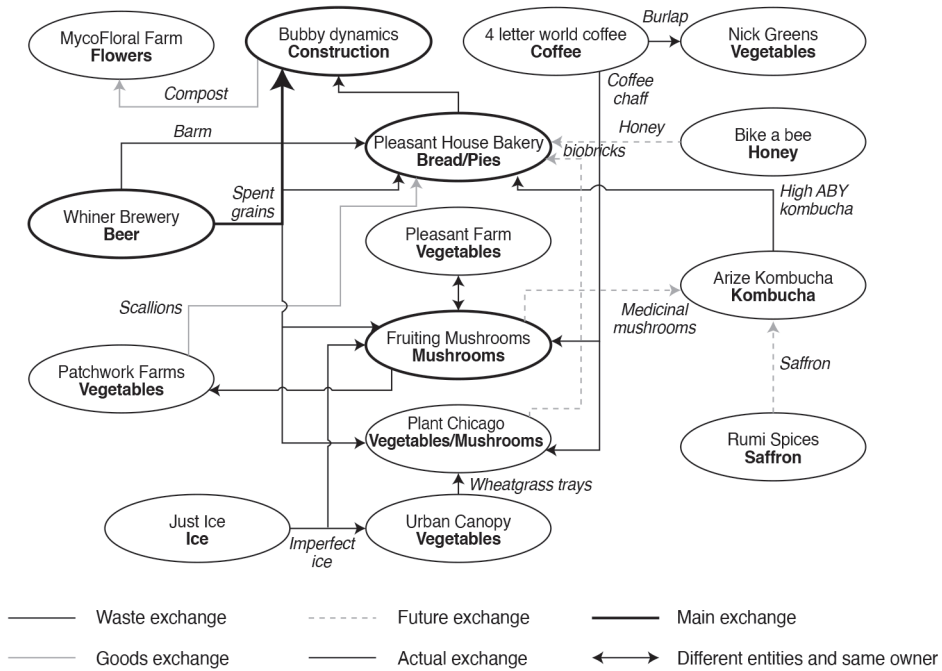 MycoFloral Farm
Flowers
Bubby dynamics
Construction
4 letter world coffee
Coffee
Burlap
Nick Greens
Vegetables
Compost
Coffee
chaff
Barm
Pleasant House Bakery
Bread/Pies
Honey
biobricks
Bike a bee
Honey
Spent
grains
High ABY
kombucha
Whiner Brewery
Beer
Pleasant Farm
Vegetables
Arize Kombucha
Kombucha
Scallions
Medicinal
mushrooms
Fruiting Mushrooms
Mushrooms
Patchwork Farms
Vegetables
Saffron
Plant Chicago
Vegetables/Mushrooms
Rumi Spices
Saffron
Wheatgrass trays
Just Ice
Ice
Imperfect
ice
Urban Canopy
Vegetables
Waste exchange
Future exchange
Main exchange
Goods exchange
Actual exchange
Different entities and same owner